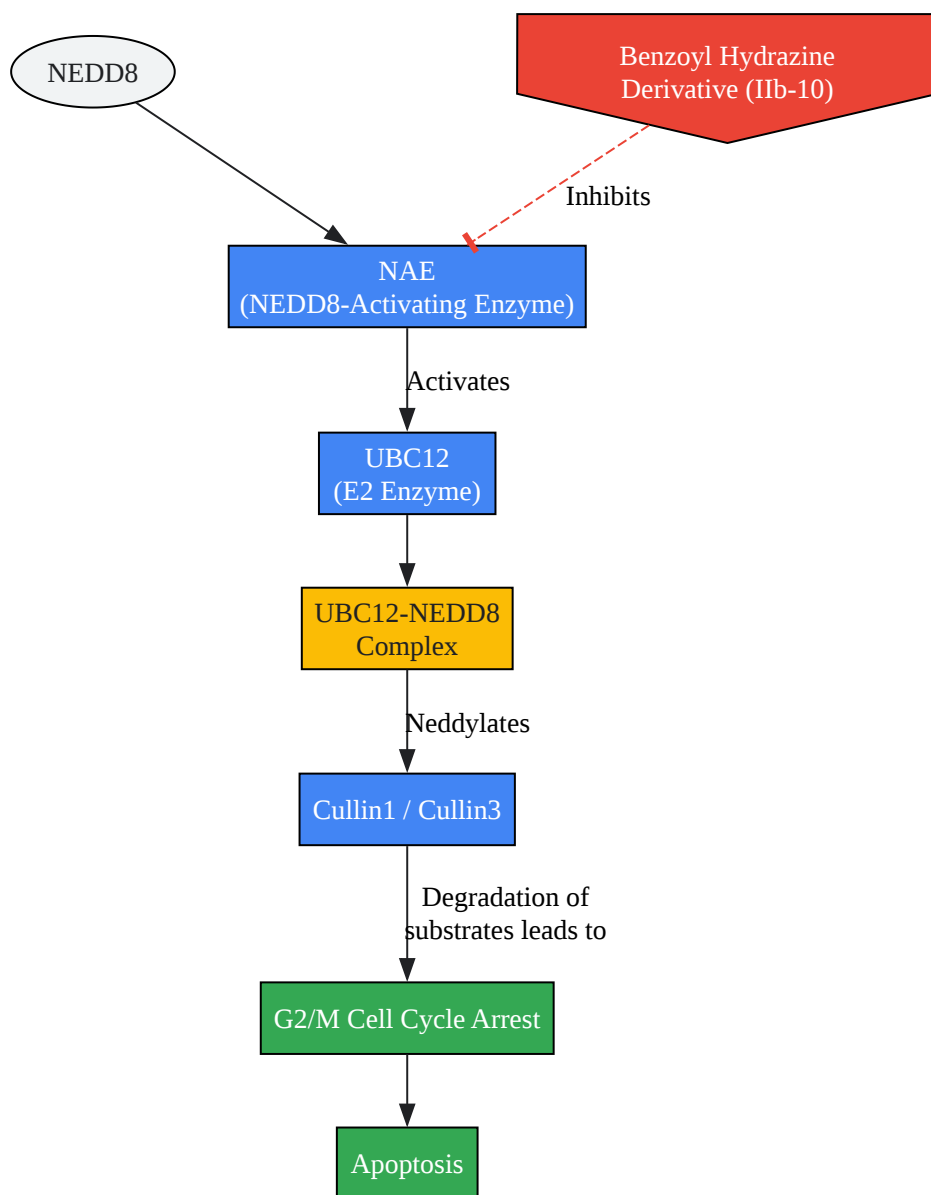 NEDD8
Benzoyl Hydrazine
Derivative (IIb-10)
Inhibits
NAE
(NEDD8-Activating Enzyme)
Activates
UBC12
(E2 Enzyme)
UBC12-NEDD8
Complex
Neddylates
Cullin1 / Cullin3
Degradation of
substrates leads to
G2/M Cell Cycle Arrest
Apoptosis